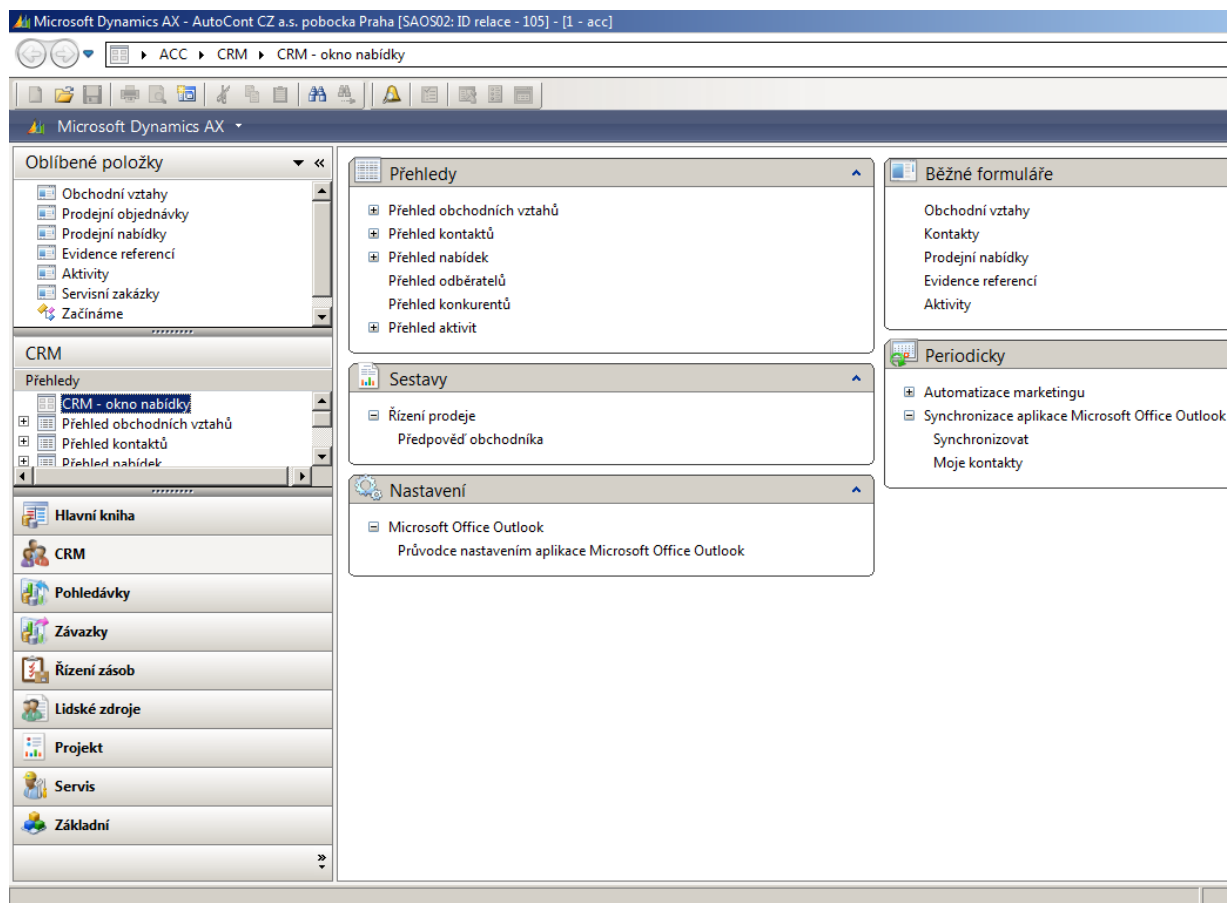 Microsoft Dynamics AX - AutoCont CZ a.s. pobocka Praha [SAOS02: ID relace - 105] - [1 - acc]
ACC CRM CRM - okno nabídky
Microsoft Dynamics AX
Oblíbené položky
Obchodní vztahy
Prodejní objednávky
Prodejní nabídky
Evidence referencí
Aktivity
Servisní zakázky
Začínáme
CRM
Přehledy
CRM - okno nabídky
Přehled obchodních vztahů
Přehled kontaktů
Přehled nabídek
Hlavní kniha
CRM
Pohledávky
Závazky
Řízení zásob
Lidské zdroje
Projekt
Servis
Základní
Přehledy
Přehled obchodních vztahů
Přehled kontaktů
Přehled nabídek
Přehled odběratelů
Přehled konkurentů
Přehled aktivit
Sestavy
Řízení prodeje
Předpověď obchodníka
Nastavení
Microsoft Office Outlook
Průvodce nastavením aplikace Microsoft Office Outlook
Běžné formuláře
Obchodní vztahy
Kontakty
Prodejní nabídky
Evidence referencí
Aktivity
Periodicky
Automatizace marketingu
Synchronizace aplikace Microsoft Office Outlook
Synchronizovat
Moje kontakty